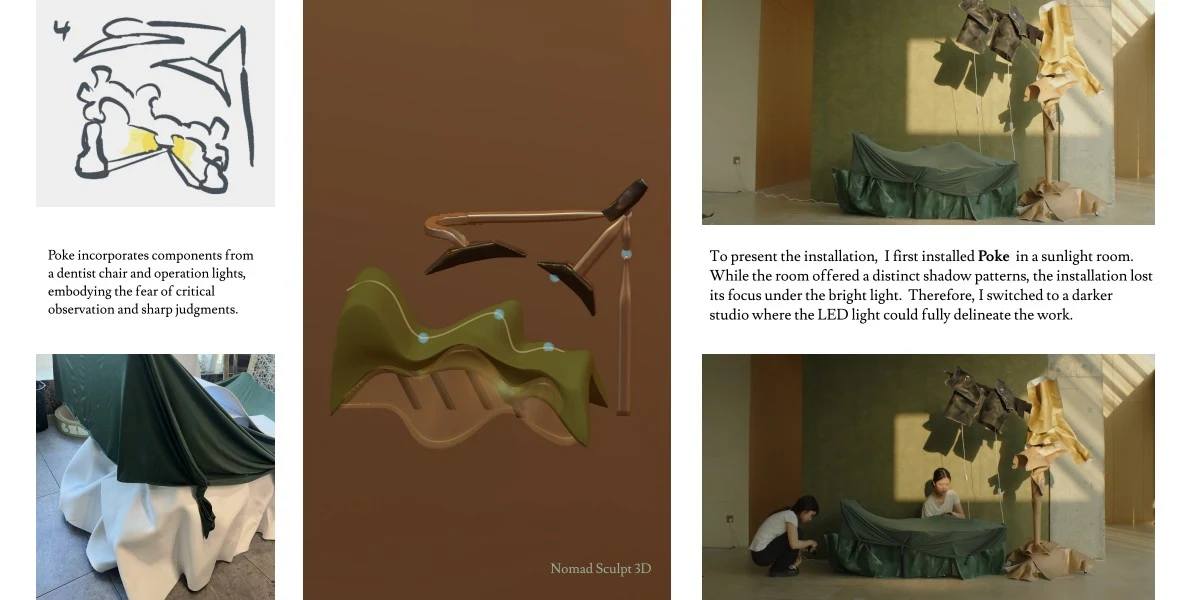 4
Poke incorporates components from
a dentist chair and operation lights,
embodying the fear of critical
observation and sharp judgments.
Nomad Sculpt 3D
To present the installation, I first installed Poke in a sunlight room.
While the room offered a distinct shadow patterns, the installation lost
its focus under the bright light. Therefore, I switched to a darker
studio where the LED light could fully delineate the work.